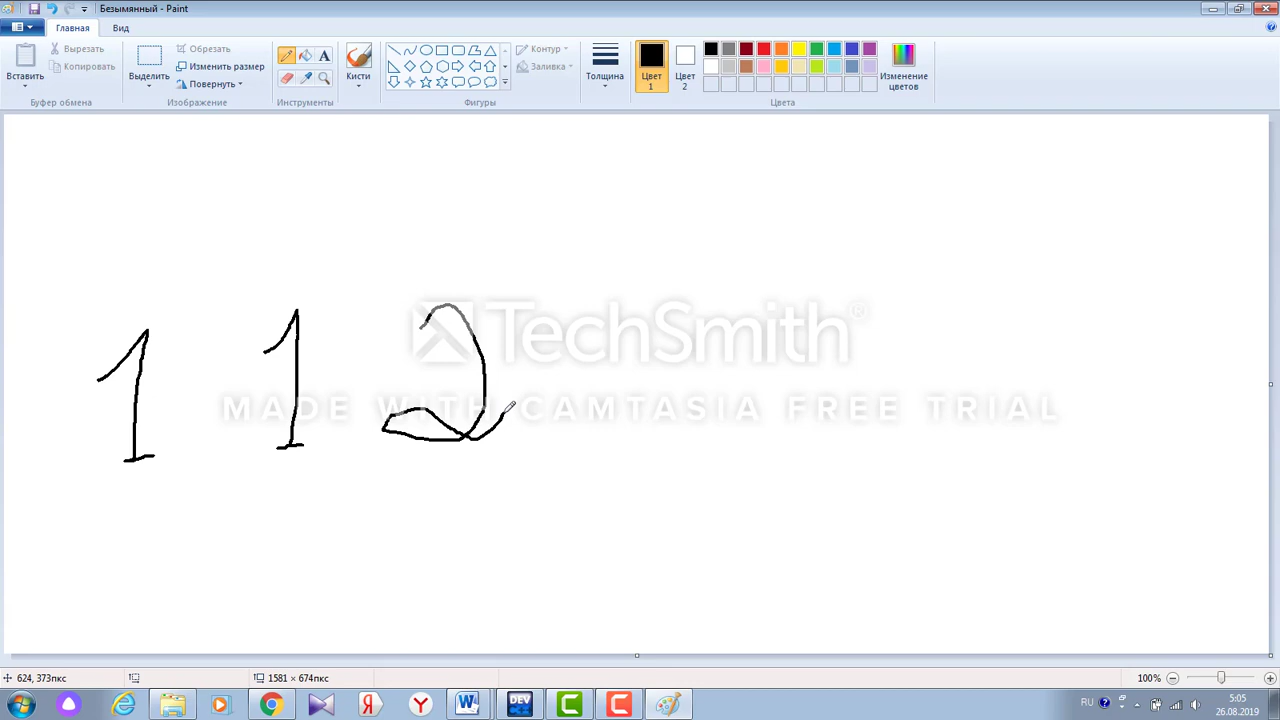 Безымянный - Paint
Главная Вид
Вставить
Вырезать
Копировать
Буфер обмена
Выделить
Обрезать
Изменить размер
Повернуть
Изображение
A
Инструменты
Кисти
Контур
Заливка
Фигуры
Толщина
Цвет 1
Цвет 2
Изменение цветов
Цвета
1 1 2
TechSmith®
MADE WITH CAMTASIA FREE TRIAL
624, 373пкс
1581 × 674пкс
100%
DEV
RU
5:05
26.08.2019